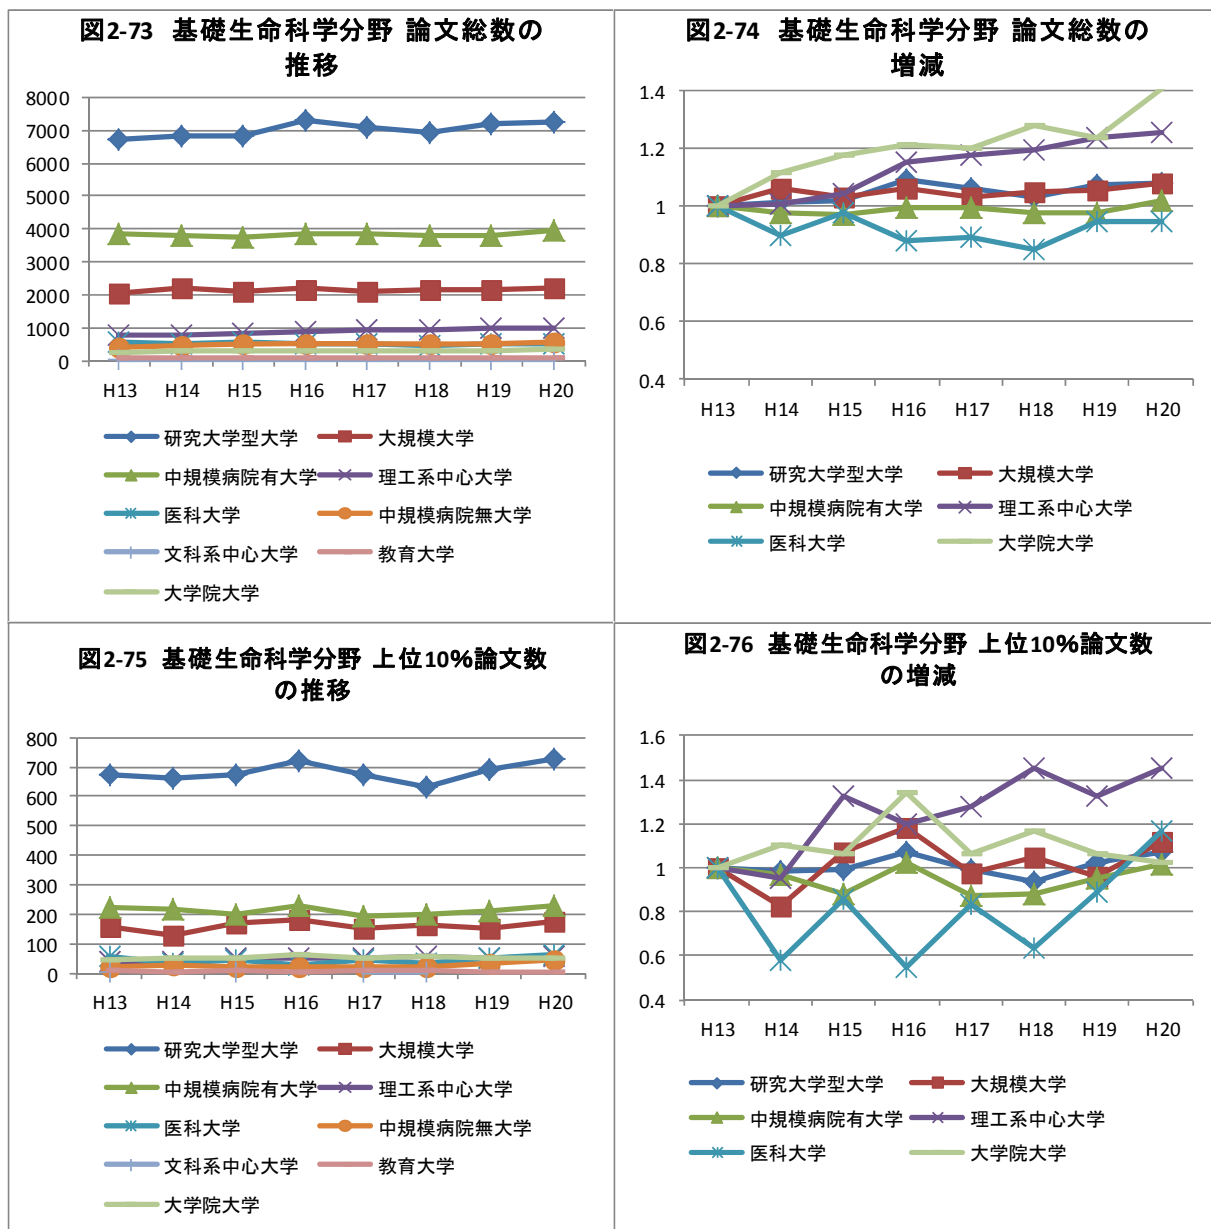 図2-73 基礎生命科学分野 論文総数の
推移
8000
7000
6000
5000
4000
3000
2000
1000
0
H13 H14 H15 H16 H17 H18 H19 H20
研究大学型大学 大規模大学
中規模病院有大学 理工系中心大学
医科大学 中規模病院無大学
文科系中心大学 教育大学
大学院大学
図2-74 基礎生命科学分野 論文総数の
増減
1.4
1.2
1
0.8
0.6
0.4
H13 H14 H15 H16 H17 H18 H19 H20
研究大学型大学 大規模大学
中規模病院有大学 理工系中心大学
医科大学 大学院大学
図2-75 基礎生命科学分野 上位10%論文数
の推移
800
700
600
500
400
300
200
100
0
H13 H14 H15 H16 H17 H18 H19 H20
研究大学型大学 大規模大学
中規模病院有大学 理工系中心大学
医科大学 中規模病院無大学
文科系中心大学 教育大学
大学院大学
図2-76 基礎生命科学分野 上位10%論文数
の増減
1.6
1.4
1.2
1
0.8
0.6
0.4
H13 H14 H15 H16 H17 H18 H19 H20
研究大学型大学 大規模大学
中規模病院有大学 理工系中心大学
医科大学 大学院大学